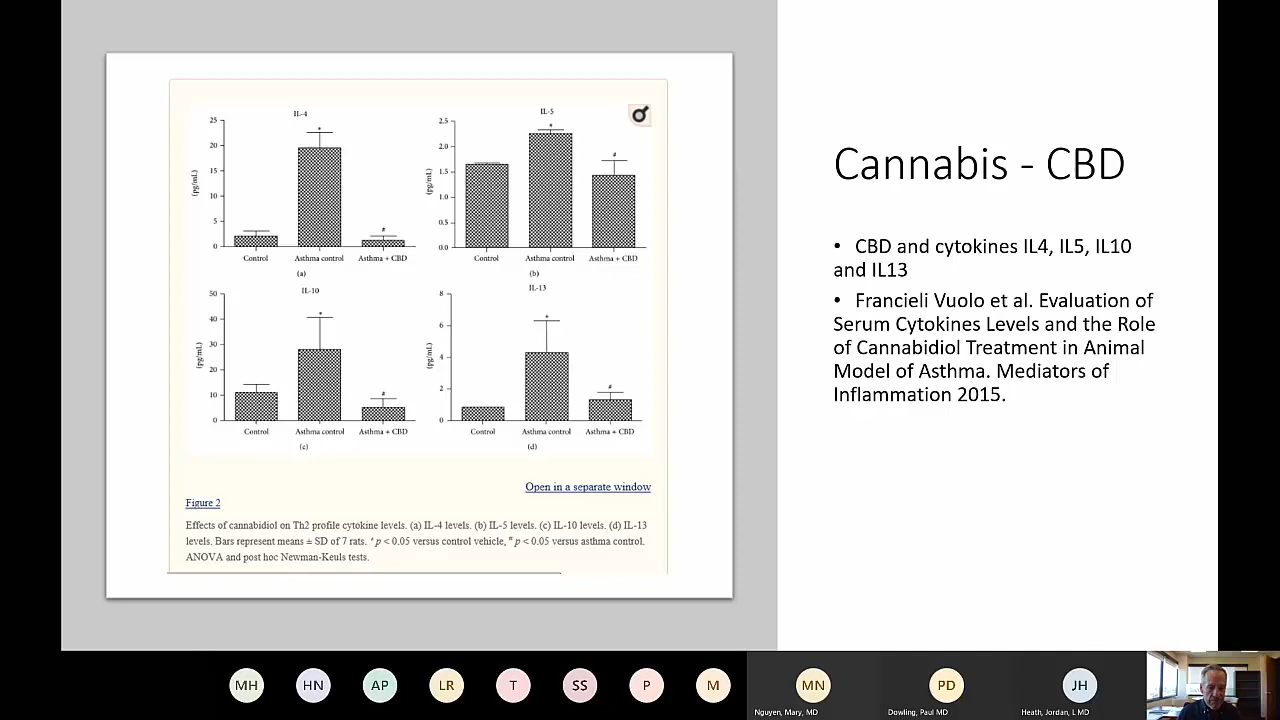 IL-4
25
20
15
10
5
0
(pg/mL)
*
#
Control
Asthma control
Asthma + CBD
(a)
IL-5
2.5
2.0
1.5
1.0
0.5
0.0
(pg/mL)
*
#
Control
Asthma control
Asthma + CBD
(b)
IL-10
50
40
30
20
10
0
(pg/mL)
*
#
Control
Asthma control
Asthma + CBD
(c)
IL-13
8
6
4
2
0
(pg/mL)
*
#
Control
Asthma control
Asthma + CBD
(d)
Open in a separate window
Figure 2
Effects of cannabidiol on Th2 profile cytokine levels. (a) IL-4 levels. (b) IL-5 levels. (c) IL-10 levels. (d) IL-13
levels. Bars represent means ± SD of 7 rats. * p < 0.05 versus control vehicle, # p < 0.05 versus asthma control.
ANOVA and post hoc Newman-Keuls tests.
Cannabis - CBD
• CBD and cytokines IL4, IL5, IL10
and IL13
• Francieli Vuolo et al. Evaluation of
Serum Cytokines Levels and the Role
of Cannabidiol Treatment in Animal
Model of Asthma. Mediators of
Inflammation 2015.
MH
HN
AP
LR
T
SS
P
M
MN
PD
JH
Nguyen, Mary, MD
Dowling, Paul MD
Heath, Jordan, L MD